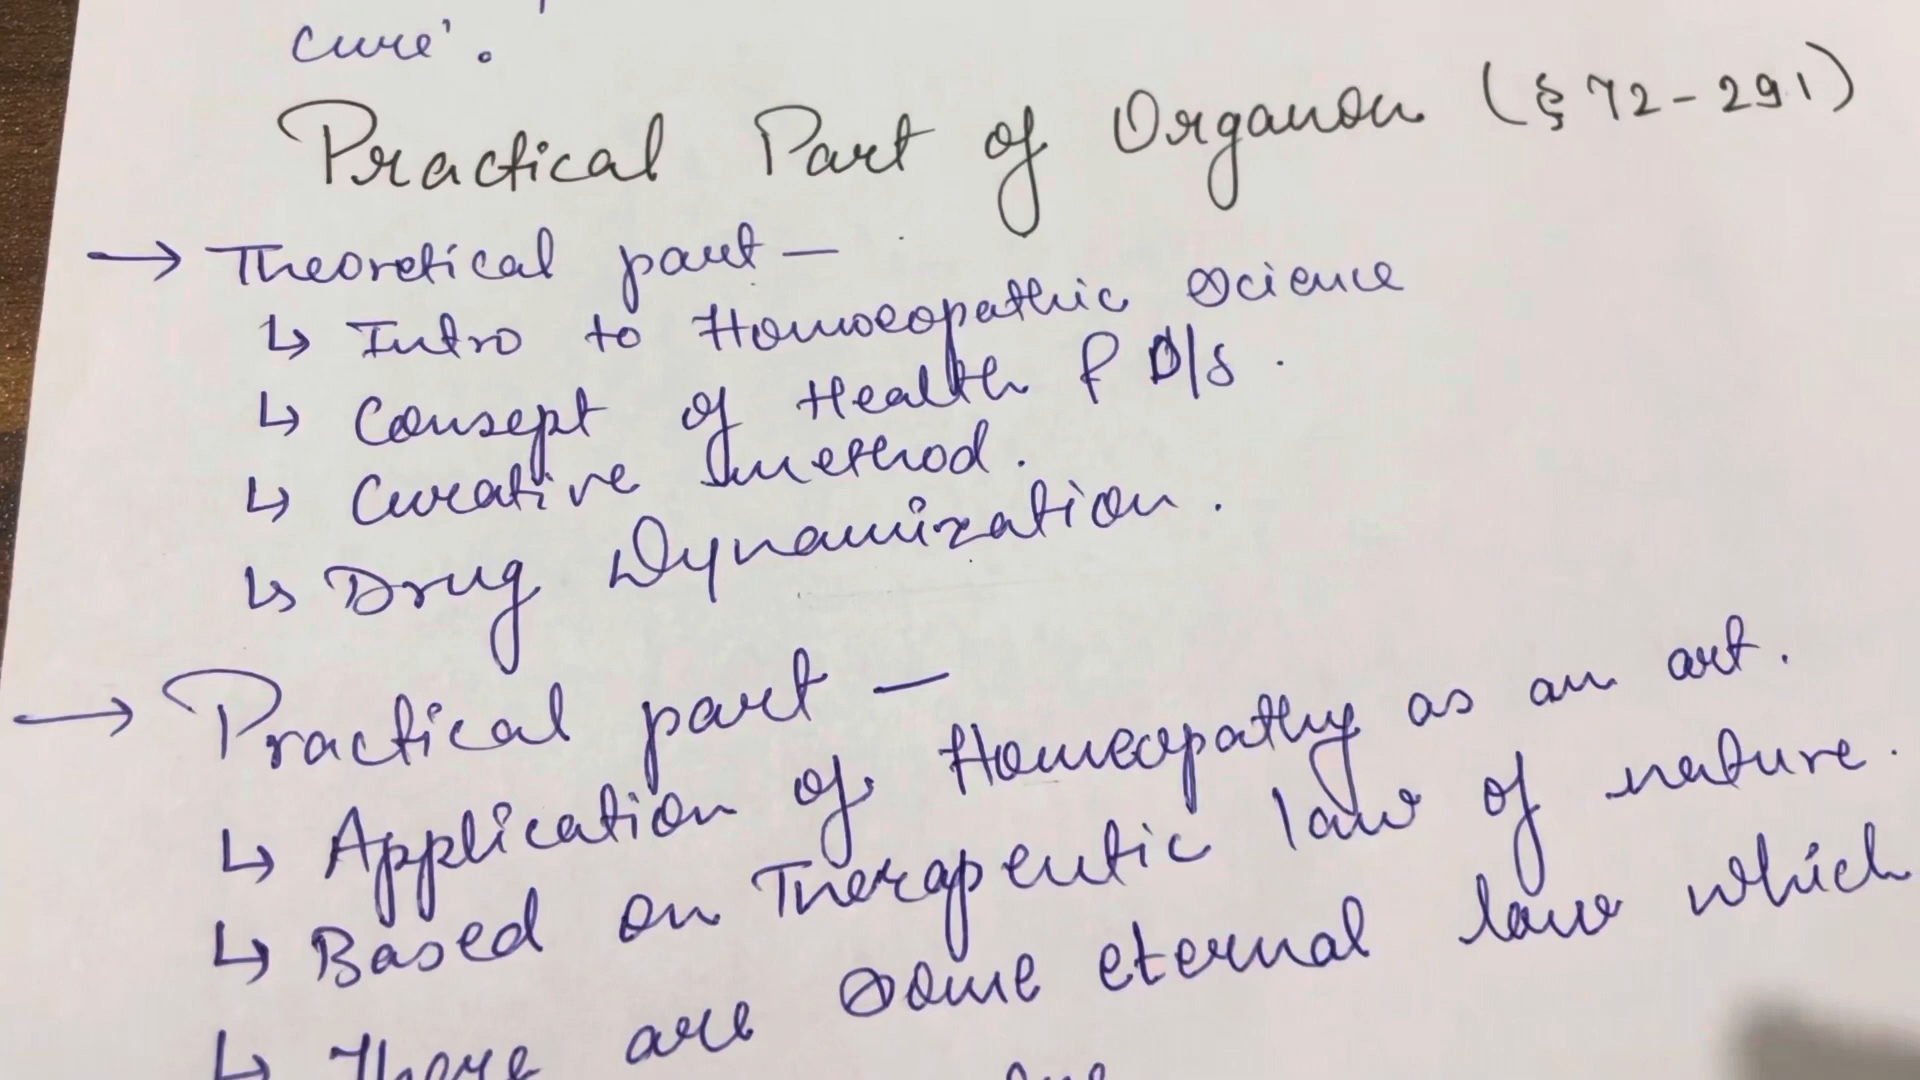 cure'.
Practical Part of Organon (§ 72-291)
→ Theoretical part —
↳ Intro to Homoeopathic science
↳ Consept of Health & D/s.
↳ Curative method.
↳ Drug Dynamization.
→ Practical part —
↳ Application of Homeopathy as an art.
↳ Based on Therapeutic law of nature.
↳ There are some eternal law which